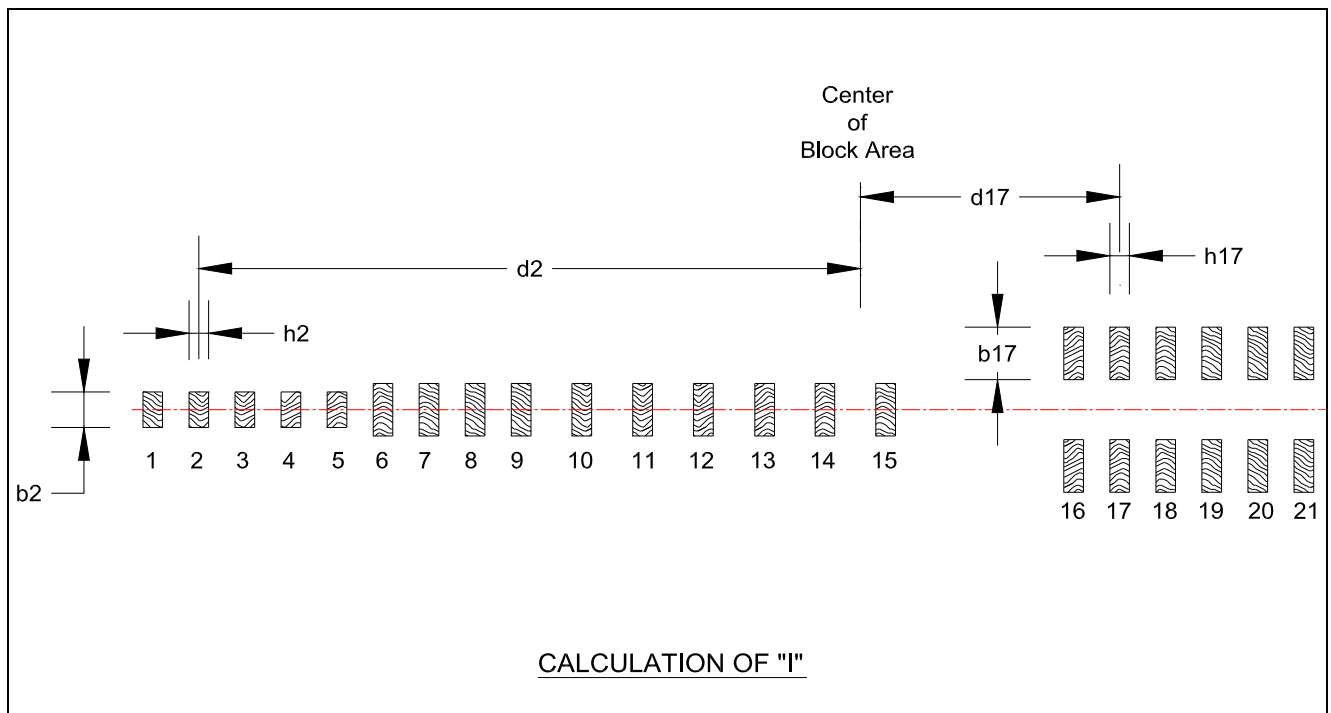 Center
of
Block Area
d17
d2
h17
h2
b17
1 2 3 4 5 6 7 8 9 10 11 12 13 14 15
b2
16 17 18 19 20 21
CALCULATION OF "I"